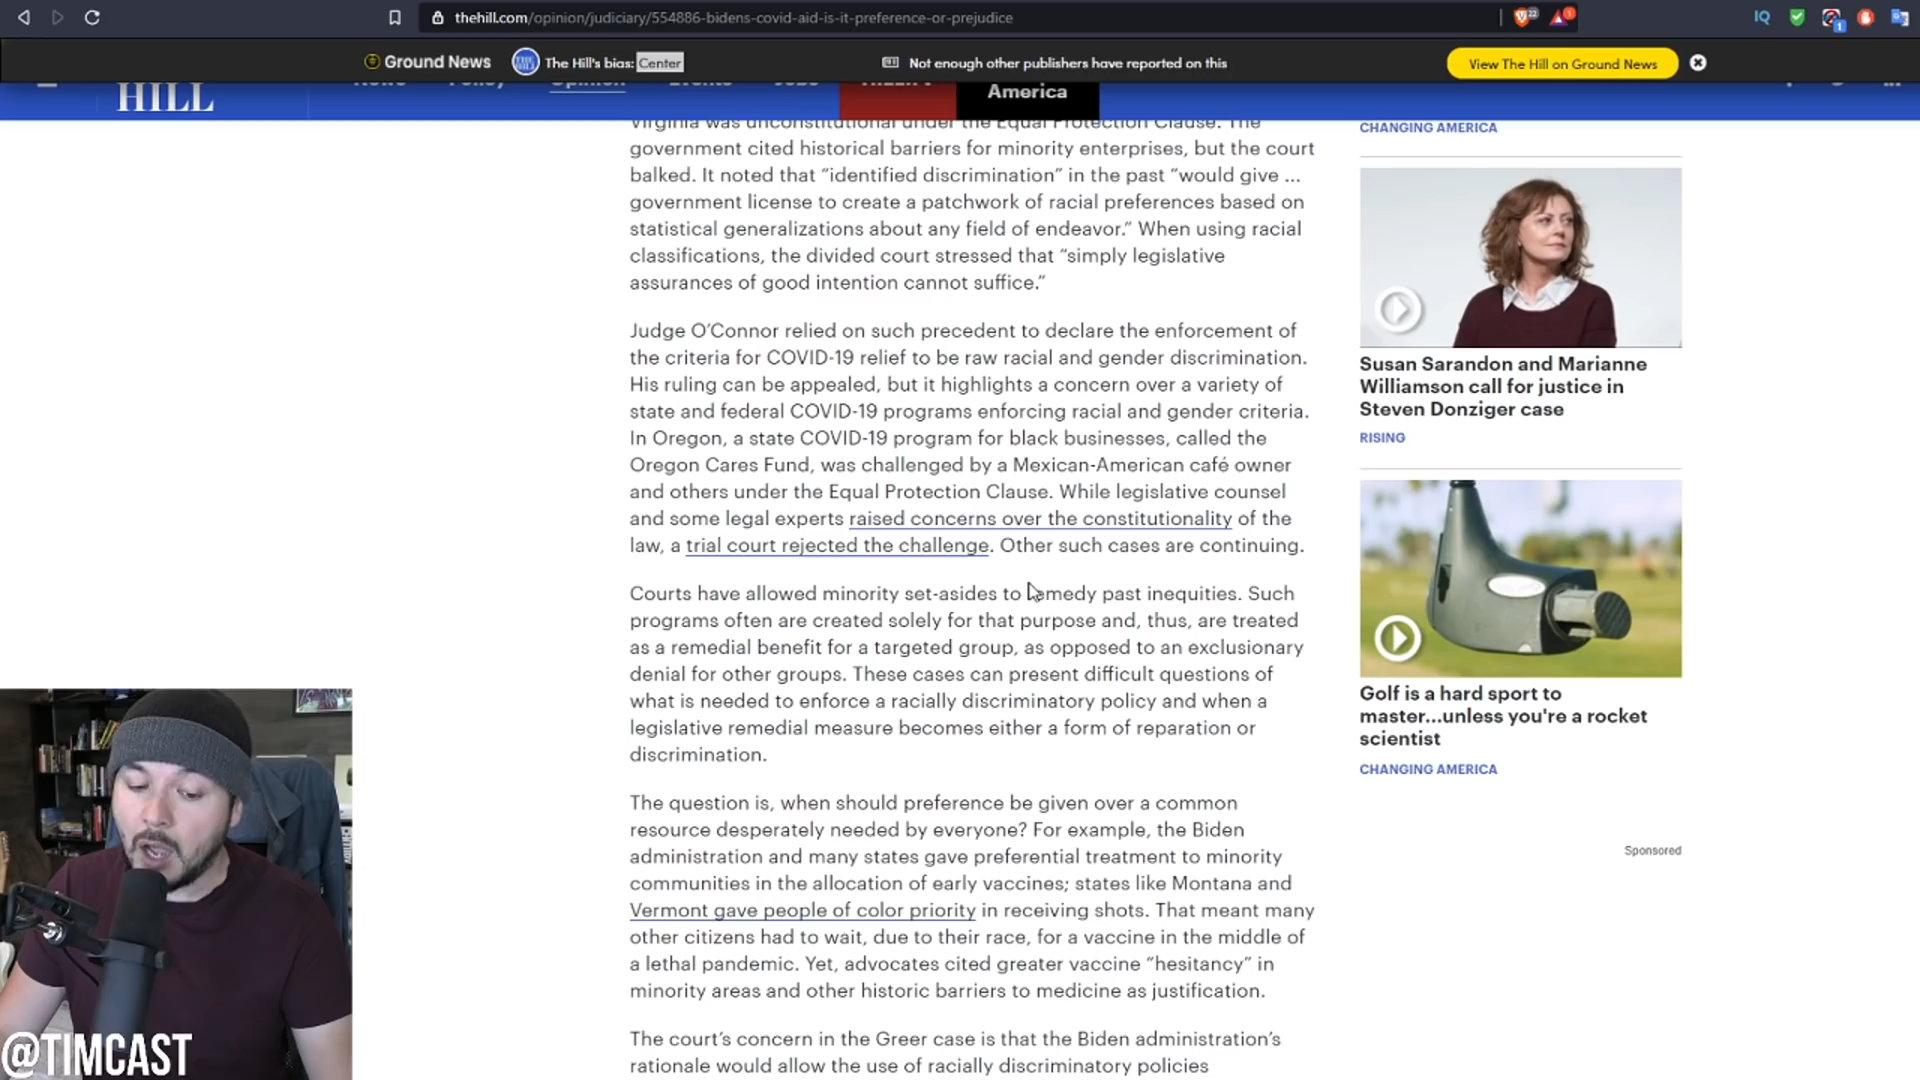 thehill.com/opinion/judiciary/554886-bidens-covid-aid-is-it-preference-or-prejudice
22
1
IQ
1
Ground News
The Hill's bias: Center
Not enough other publishers have reported on this
View The Hill on Ground News
HILL
Opinion
America
Virginia was unconstitutional under the Equal Protection Clause. The
government cited historical barriers for minority enterprises, but the court
balked. It noted that “identified discrimination” in the past “would give ...
government license to create a patchwork of racial preferences based on
statistical generalizations about any field of endeavor.” When using racial
classifications, the divided court stressed that “simply legislative
assurances of good intention cannot suffice.”
Judge O’Connor relied on such precedent to declare the enforcement of
the criteria for COVID-19 relief to be raw racial and gender discrimination.
His ruling can be appealed, but it highlights a concern over a variety of
state and federal COVID-19 programs enforcing racial and gender criteria.
In Oregon, a state COVID-19 program for black businesses, called the
Oregon Cares Fund, was challenged by a Mexican-American café owner
and others under the Equal Protection Clause. While legislative counsel
and some legal experts raised concerns over the constitutionality of the
law, a trial court rejected the challenge. Other such cases are continuing.
Courts have allowed minority set-asides to remedy past inequities. Such
programs often are created solely for that purpose and, thus, are treated
as a remedial benefit for a targeted group, as opposed to an exclusionary
denial for other groups. These cases can present difficult questions of
what is needed to enforce a racially discriminatory policy and when a
legislative remedial measure becomes either a form of reparation or
discrimination.
The question is, when should preference be given over a common
resource desperately needed by everyone? For example, the Biden
administration and many states gave preferential treatment to minority
communities in the allocation of early vaccines; states like Montana and
Vermont gave people of color priority in receiving shots. That meant many
other citizens had to wait, due to their race, for a vaccine in the middle of
a lethal pandemic. Yet, advocates cited greater vaccine “hesitancy” in
minority areas and other historic barriers to medicine as justification.
The court’s concern in the Greer case is that the Biden administration’s
rationale would allow the use of racially discriminatory policies
CHANGING AMERICA
Susan Sarandon and Marianne
Williamson call for justice in
Steven Donziger case
RISING
Golf is a hard sport to
master...unless you're a rocket
scientist
CHANGING AMERICA
Sponsored
@TIMCAST